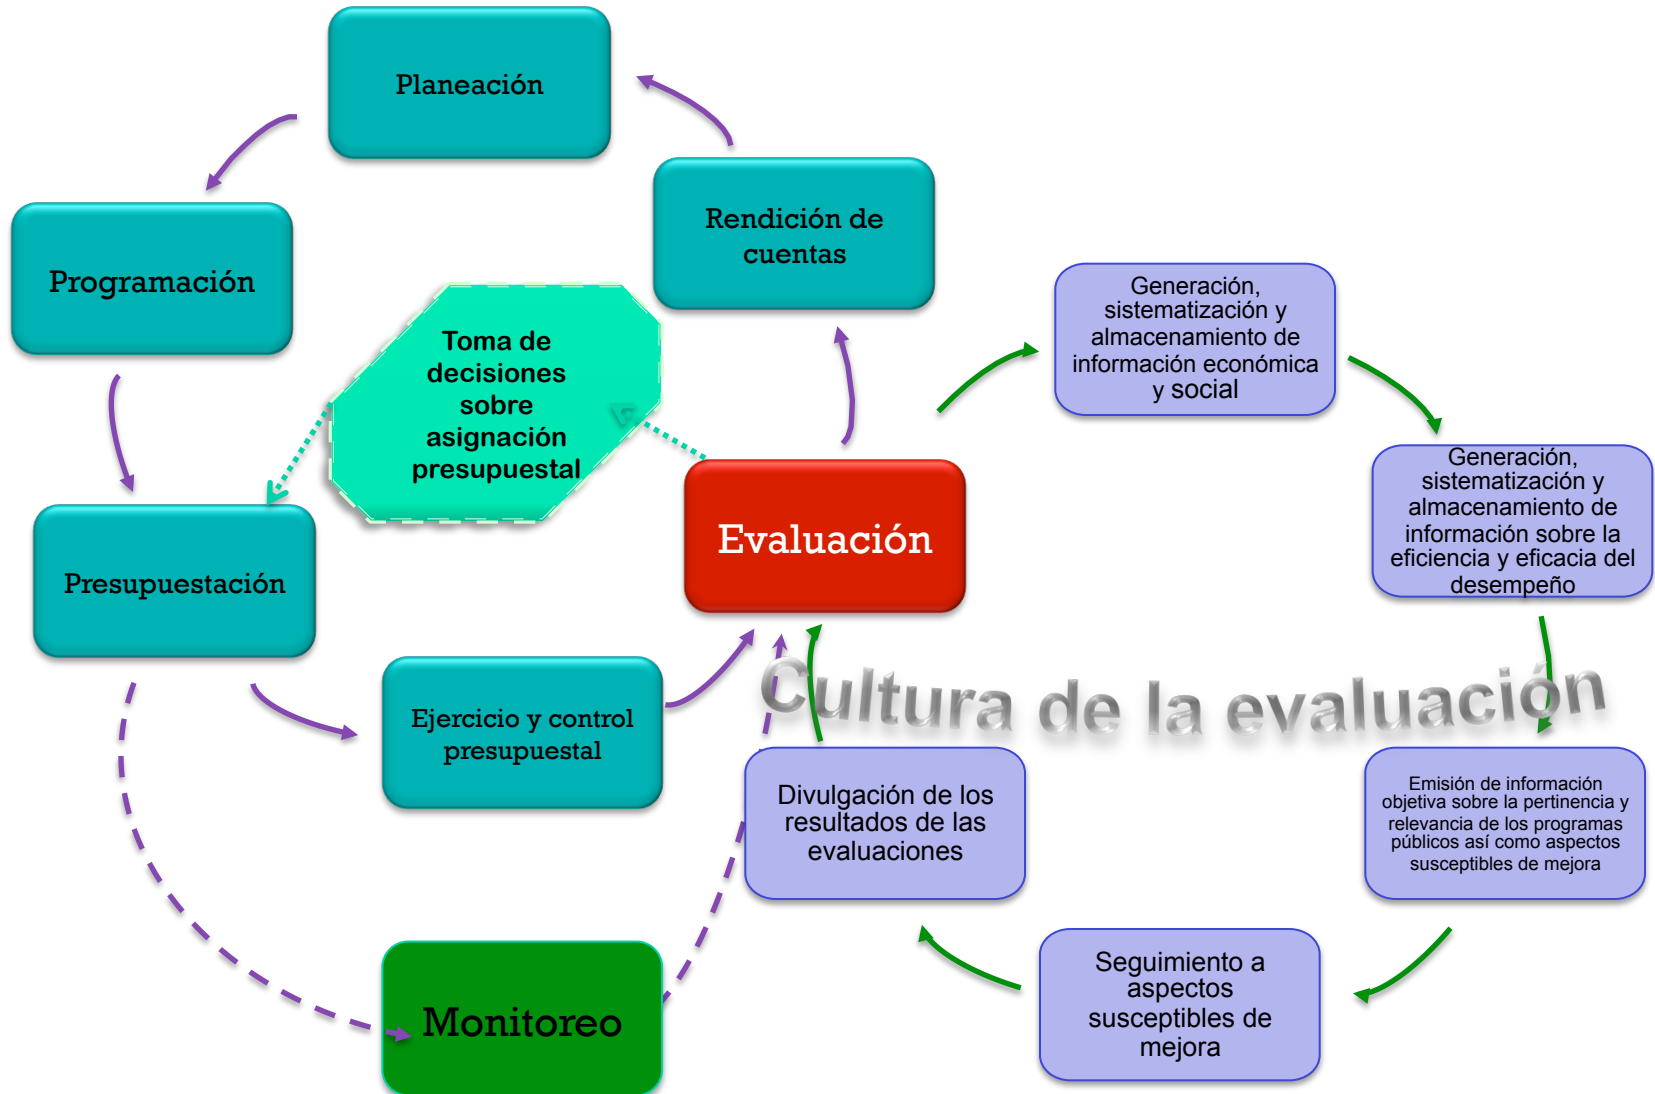 Planeación
Rendición de
cuentas
Programación
Toma de
decisiones
sobre
asignación
presupuestal
Presupuestación
Evaluación
Ejercicio y control
presupuestal
Monitoreo
Generación,
sistematización y
almacenamiento de
información económica
y social
Generación,
sistematización y
almacenamiento de
información sobre la
eficiencia y eficacia del
desempeño
Cultura de la evaluación
Emisión de información
objetiva sobre la pertinencia y
relevancia de los programas
públicos así como aspectos
susceptibles de mejora
Seguimiento a
aspectos
susceptibles de
mejora
Divulgación de los
resultados de las
evaluaciones